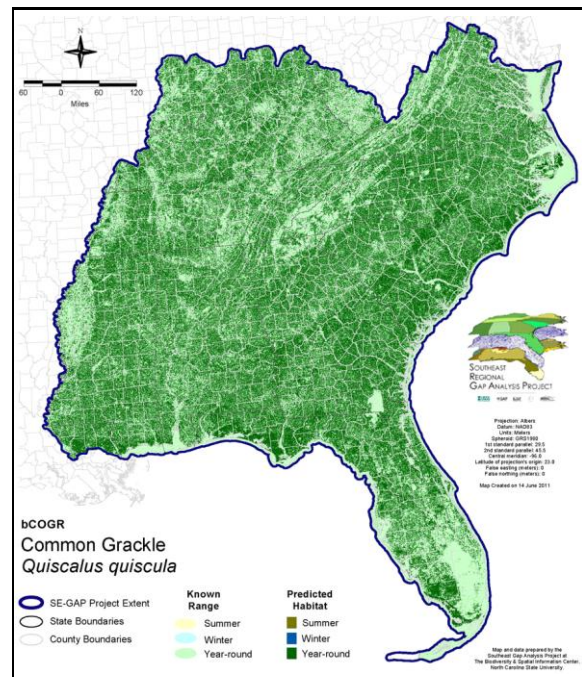 60 0 60 120
Miles
SOUTHEAST
REGIONAL
GAP ANALYSIS PROJECT
Projection: Albers
Datum: NAD83
Units: Meters
Spheroid: GRS1980
1st standard parallel: 29.5
2nd standard parallel: 45.5
Central meridian: -96.0
Latitude of projection's origin: 23.0
False easting (meters): 0
False northing (meters): 0
Map Created on 14 June 2011
bCOGR
Common Grackle
Quiscalus quiscula
SE-GAP Project Extent
State Boundaries
County Boundaries
Known
Range
Summer
Winter
Year-round
Predicted
Habitat
Summer
Winter
Year-round
Map and data prepared by the
Southeast Gap Analysis Project at
The Biodiversity & Spatial Information Center,
North Carolina State University.